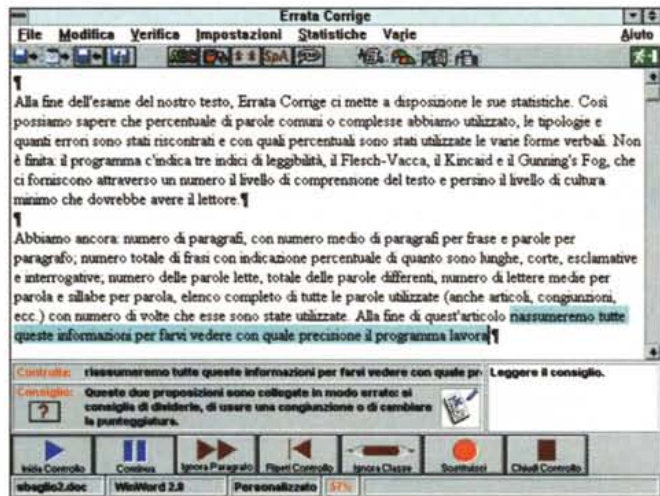 Errata Corrige
File Modifica Verifica Impostazioni Statistiche Varie Aiuto
ABC SpA
¶
Alla fine dell'esame del nostro testo, Errata Corrige ci mette a disposizione le sue statistiche. Così
possiamo sapere che percentuale di parole comuni o complesse abbiamo utilizzato, le tipologie e
quanti errori sono stati riscontrati e con quali percentuali sono stati utilizzate le varie forme verbali. Non
è finita: il programma c'indica tre indici di leggibilità, il Flesch-Vacca, il Kincaid e il Gunning's Fog, che
ci forniscono attraverso un numero il livello di comprensione del testo e persino il livello di cultura
minimo che dovrebbe avere il lettore.¶
¶
Abbiamo ancora: numero di paragrafi, con numero medio di paragrafi per frase e parole per
paragrafo; numero totale di frasi con indicazione percentuale di quanto sono lunghe, corte, esclamative
e interrogative; numero delle parole lette, totale delle parole differenti, numero di lettere medie per
parola e sillabe per parola, elenco completo di tutte le parole utilizzate (anche articoli, congiunzioni,
ecc.) con numero di volte che esse sono state utilizzate. Alla fine di quest'articolo riassumeremo tutte
queste informazioni per farvi vedere con quale precisione il programma lavora¶
Controlla: riassumeremo tutte queste informazioni per farvi vedere con quale pr Leggere il consiglio.
Consiglio: Queste due proposizioni sono collegate in modo errato: si
? consiglia di dividerle, di usare una congiunzione o di cambiare
la punteggiatura.
Inizia Controllo Continua Ignora Paragrafo Ripeti Controllo Ignora Classe Sostituisci Chiudi Controllo
sbaglio2.doc WinWord 2.0 Personalizzato 57%